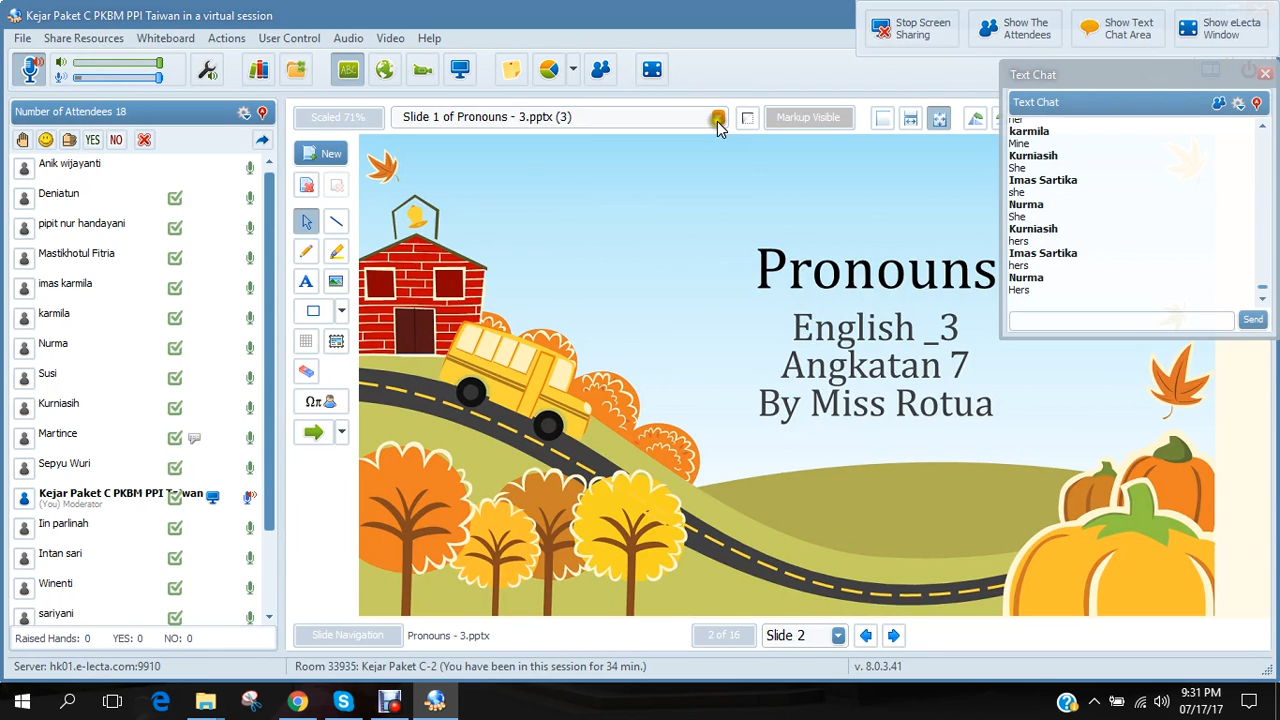 Kejar Paket C PKBM PPI Taiwan in a virtual session
File Share Resources Whiteboard Actions User Control Audio Video Help
Stop Screen Sharing
Show The Attendees
Show Text Chat Area
Show eLecta Window
ABC
Number of Attendees 18
YES NO
Anik wijayanti
Deniatun
pipit nur handayani
Mastikhotul Fitria
imas karmila
karmila
Nurma
Susi
Kurniasih
Martince
Sepyu Wuri
Kejar Paket C PKBM PPI Taiwan
(You) Moderator
Iin parlinah
Intan sari
Winenti
sariyani
Raised Hands: 0 YES: 0 NO: 0
Scaled 71%
Slide 1 of Pronouns - 3.pptx (3)
Markup Visible
New
A
Ωπ
Pronouns
English _3
Angkatan 7
By Miss Rotua
Text Chat
Text Chat
her
karmila
Mine
Kurniasih
She
Imas Sartika
she
Nurma
She
Kurniasih
hers
Imas Sartika
hers
Nurma
Hers
Send
Slide Navigation
Pronouns - 3.pptx
2 of 16
Slide 2
Server: hk01.e-lecta.com:9910
Room 33935: Kejar Paket C-2 (You have been in this session for 34 min.)
v. 8.0.3.41
9:31 PM
07/17/17